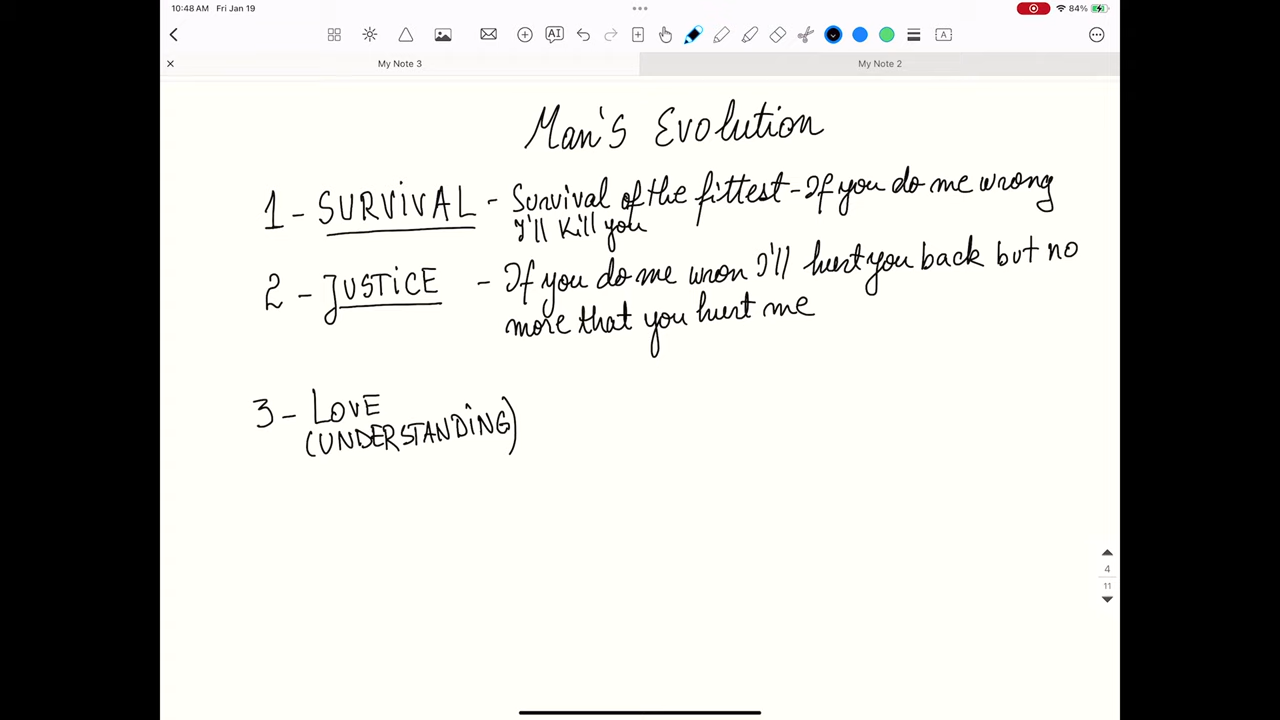 10:48 AM Fri Jan 19
84%
AI
A
My Note 3
My Note 2
Man's Evolution
1 - SURVIVAL - Survival of the fittest - If you do me wrong
I'll kill you
2 - JUSTICE - If you do me wron I'll hurt you back but no
more that you hurt me
3 - LOVE
(UNDERSTANDING)
4
11